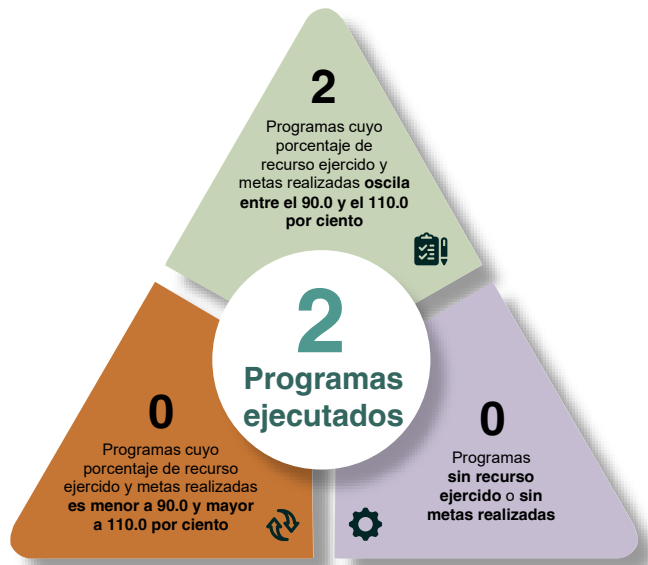 2
Programas cuyo
porcentaje de
recurso ejercido y
metas realizadas oscila
entre el 90.0 y el 110.0
por ciento
2
Programas
ejecutados
0
Programas cuyo
porcentaje de recurso
ejercido y metas realizadas
es menor a 90.0 y mayor
a 110.0 por ciento
0
Programas
sin recurso
ejercido o sin
metas realizadas